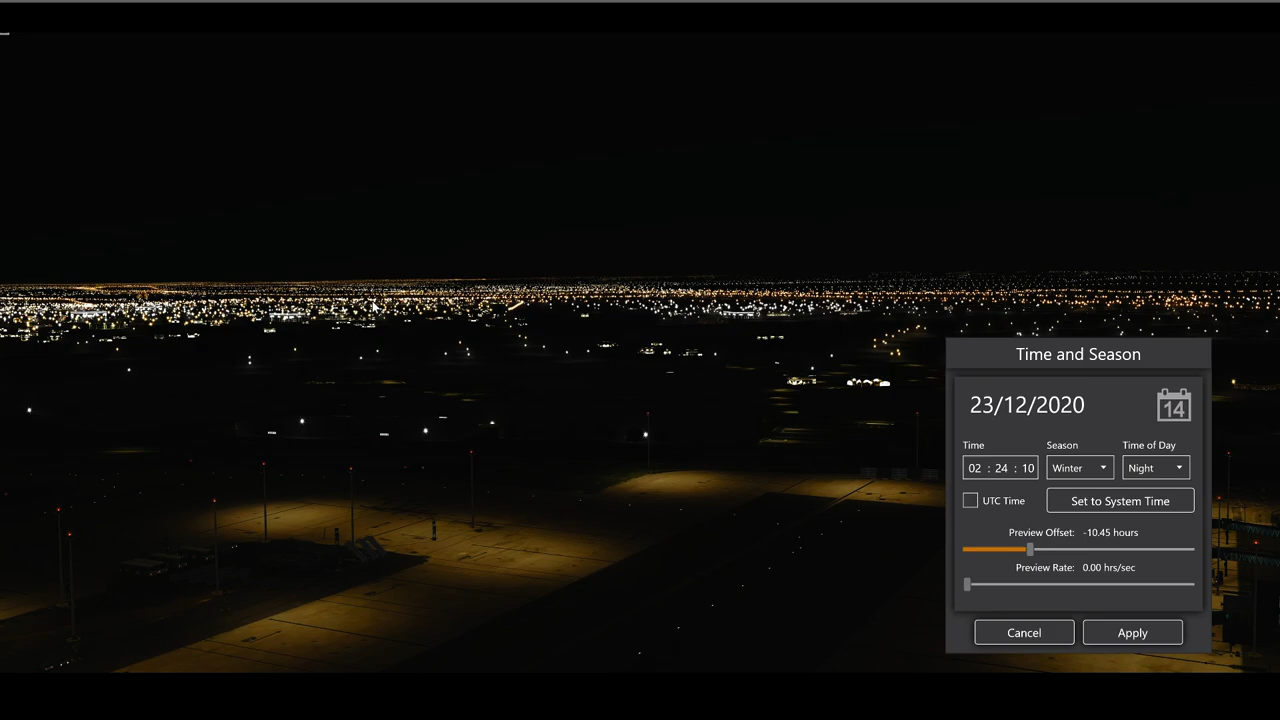 Time and Season
23/12/2020
14
Time Season Time of Day
02 : 24 : 10 Winter Night
UTC Time Set to System Time
Preview Offset: -10.45 hours
Preview Rate: 0.00 hrs/sec
Cancel Apply